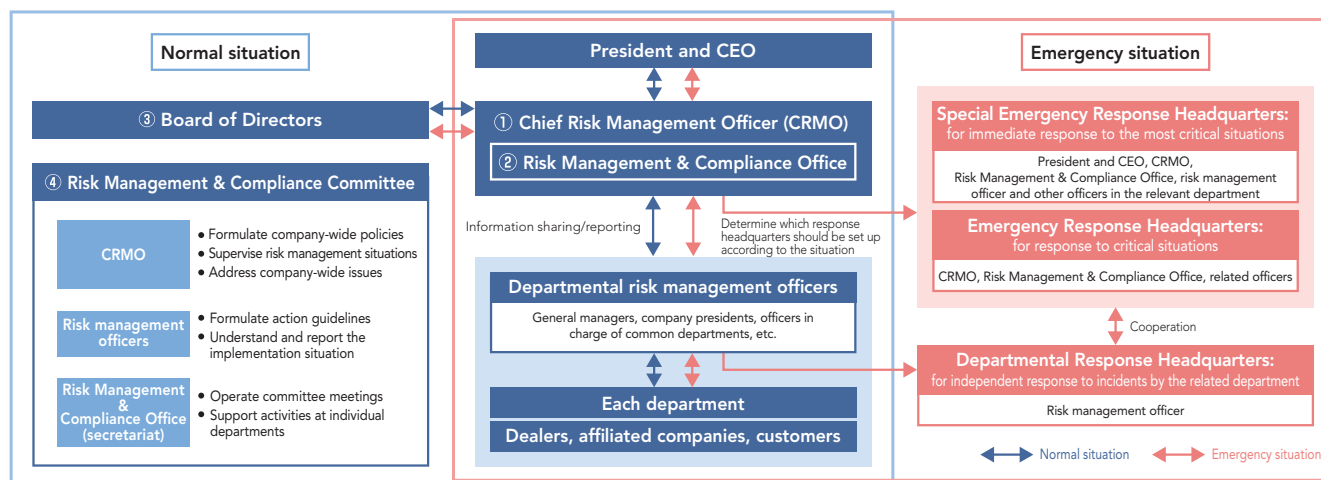 Normal situation
③ Board of Directors
④ Risk Management & Compliance Committee
CRMO
• Formulate company-wide policies
• Supervise risk management situations
• Address company-wide issues
Risk management
officers
• Formulate action guidelines
• Understand and report the
implementation situation
Risk Management
&
Compliance Office
(secretariat)
• Operate committee meetings
• Support activities at individual
departments
President and CEO
① Chief Risk Management Officer (CRMO)
② Risk Management & Compliance Office
Information sharing/reporting
Determine which response
headquarters should be set up
according to the situation
Departmental risk management officers
General managers, company presidents, officers in
charge of common departments, etc.
Each department
Dealers, affiliated companies, customers
Emergency situation
Special Emergency Response Headquarters:
for immediate response to the most critical situations
President and CEO, CRMO,
Risk Management & Compliance Office, risk management
officer and other officers in the relevant department
Emergency Response Headquarters:
for response to critical situations
CRMO, Risk Management & Compliance Office, related officers
Cooperation
Departmental Response Headquarters:
for independent response to incidents by the related department
Risk management officer
Normal situation
Emergency situation